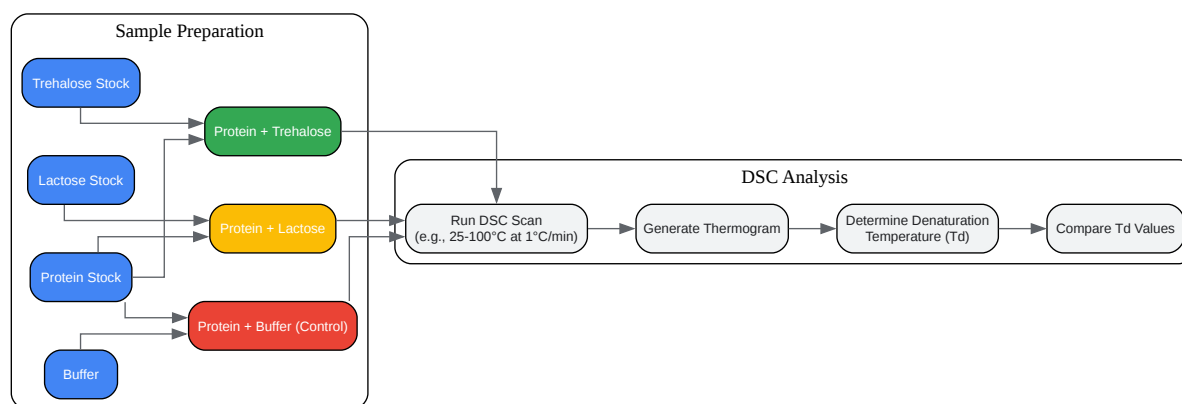 Sample Preparation
Trehalose Stock
Protein + Trehalose
Lactose Stock
Protein + Lactose
Protein Stock
Protein + Buffer (Control)
Buffer
DSC Analysis
Run DSC Scan
(e.g., 25-100°C at 1°C/min)
Generate Thermogram
Determine Denaturation
Temperature (Td)
Compare Td Values